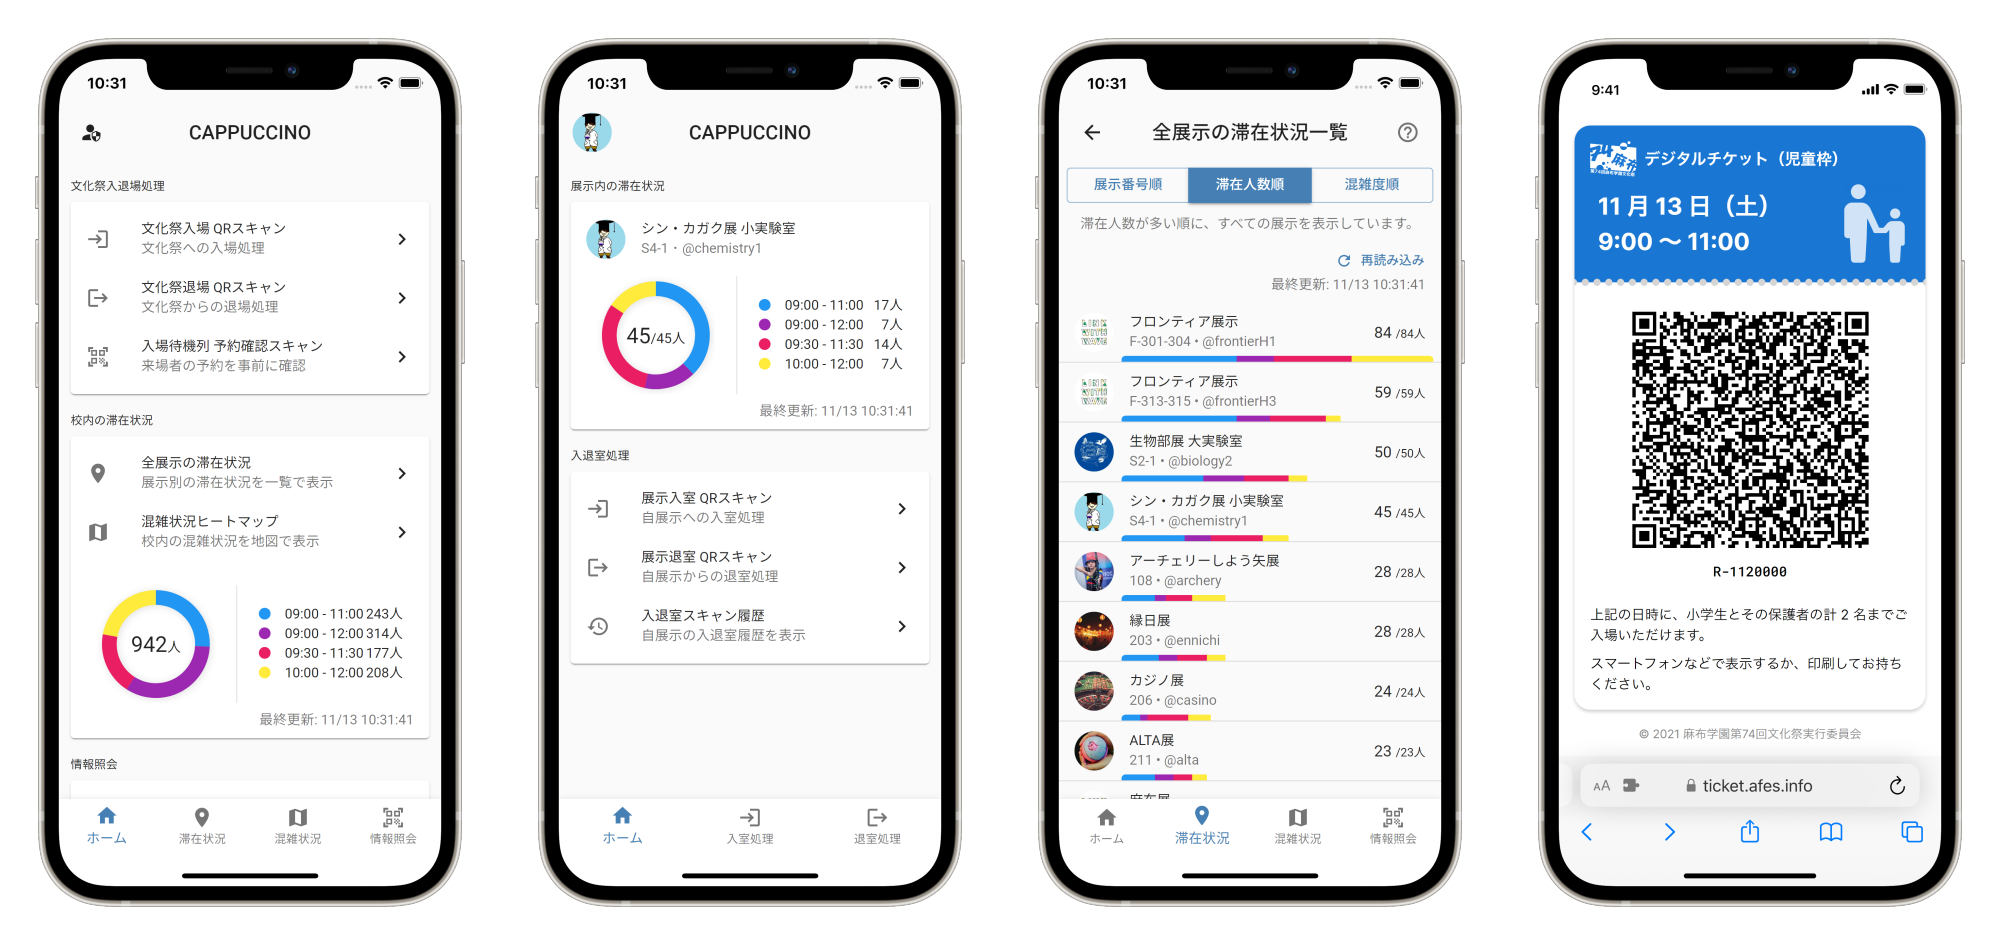 10:31
CAPPUCCINO
文化祭入退場処理
文化祭入場 QRスキャン
文化祭への入場処理
文化祭退場 QRスキャン
文化祭からの退場処理
入場待機列 予約確認スキャン
来場者の予約を事前に確認
校内の滞在状況
全展示の滞在状況
展示別の滞在状況を一覧で表示
混雑状況ヒートマップ
校内の混雑状況を地図で表示
942人
09:00 - 11:00 243人
09:00 - 12:00 314人
09:30 - 11:30 177人
10:00 - 12:00 208人
最終更新: 11/13 10:31:41
情報照会
ホーム
滞在状況
混雑状況
情報照会
10:31
CAPPUCCINO
展示内の滞在状況
シン・カガク展 小実験室
S4-1・@chemistry1
45/45人
09:00 - 11:00 17人
09:00 - 12:00 7人
09:30 - 11:30 14人
10:00 - 12:00 7人
最終更新: 11/13 10:31:41
入退室処理
展示入室 QRスキャン
自展示への入室処理
展示退室 QRスキャン
自展示からの退室処理
入退室スキャン履歴
自展示の入退室履歴を表示
ホーム
入室処理
退室処理
10:31
全展示の滞在状況一覧
展示番号順
滞在人数順
混雑度順
滞在人数が多い順に、すべての展示を表示しています。
再読み込み
最終更新: 11/13 10:31:41
フロンティア展示
F-301-304 • @frontierH1
84 /84人
フロンティア展示
F-313-315 • @frontierH3
59 /59人
生物部展 大実験室
S2-1 • @biology2
50 /50人
シン・カガク展 小実験室
S4-1 • @chemistry1
45 /45人
アーチェリーしよう矢展
108 • @archery
28 /28人
縁日展
203 • @ennichi
28 /28人
カジノ展
206 • @casino
24 /24人
ALTA展
211 • @alta
23 /23人
麻布展
ホーム
滞在状況
混雑状況
情報照会
9:41
麻布
デジタルチケット（児童枠）
11月13日（土）
9:00 〜 11:00
R-1120000
上記の日時に、小学生とその保護者の計 2 名までご
入場いただけます。
スマートフォンなどで表示するか、印刷してお持ち
ください。
© 2021 麻布学園第74回文化祭実行委員会
AA
ticket.afes.info